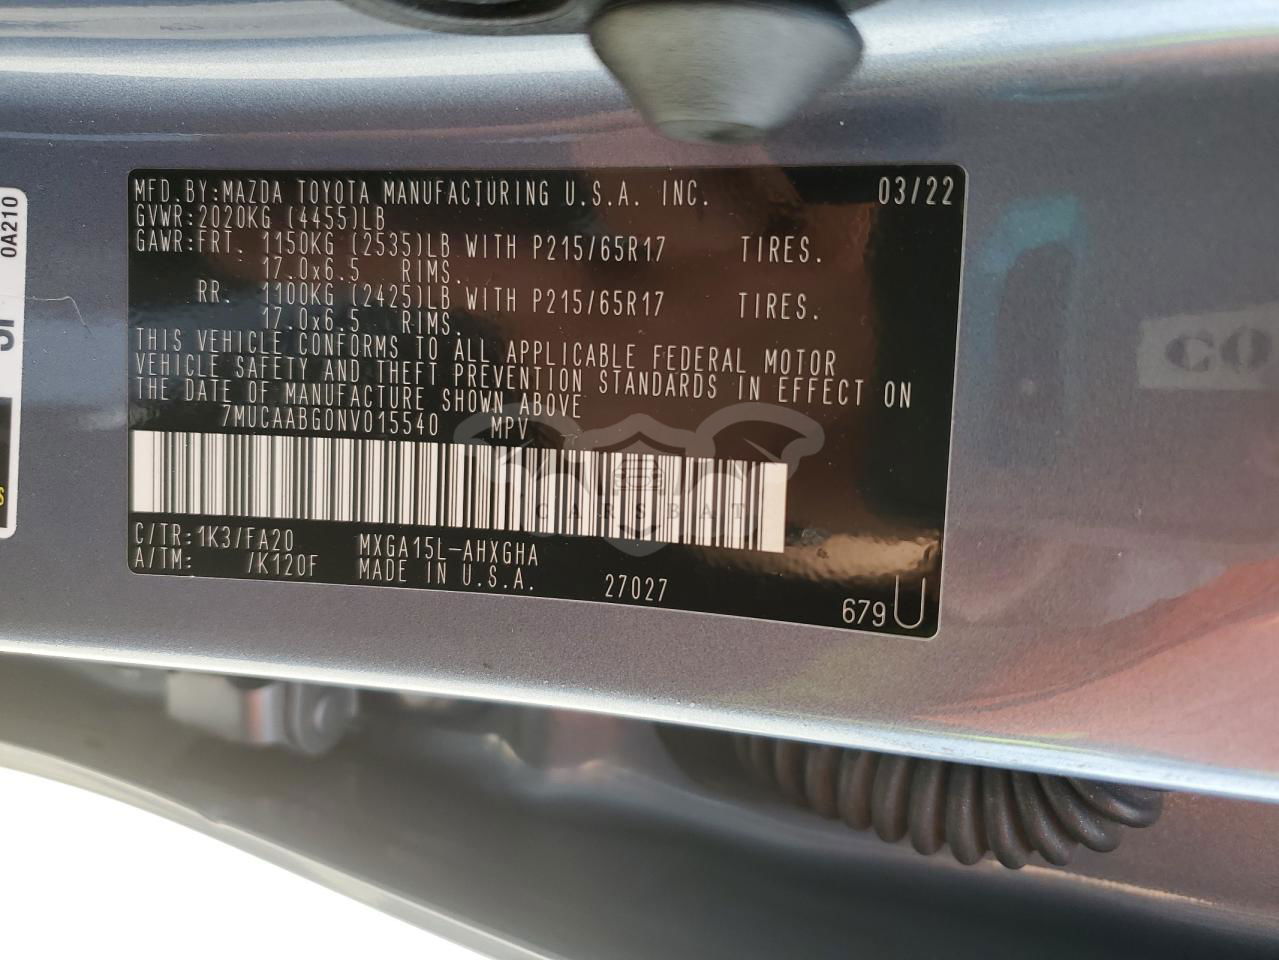 MFD.BY:MAZDA TOYOTA MANUFACTURING U.S.A. INC. 03/22
GVWR:2020KG (4455)LB
GAWR:FRT. 1150KG (2535)LB WITH P215/65R17 TIRES.
17.0x6.5 RIMS.
RR. 1100KG (2425)LB WITH P215/65R17 TIRES.
17.0x6.5 RIMS.
THIS VEHICLE CONFORMS TO ALL APPLICABLE FEDERAL MOTOR
VEHICLE SAFETY AND THEFT PREVENTION STANDARDS IN EFFECT ON
THE DATE OF MANUFACTURE SHOWN ABOVE
7MUCAABG0NV015540 MPV
CARSBAT
C/TR:1K3/FA20 MXGA15L-AHXGHA
A/TM: /K120F MADE IN U.S.A. 27027
679 U
0A210
CO